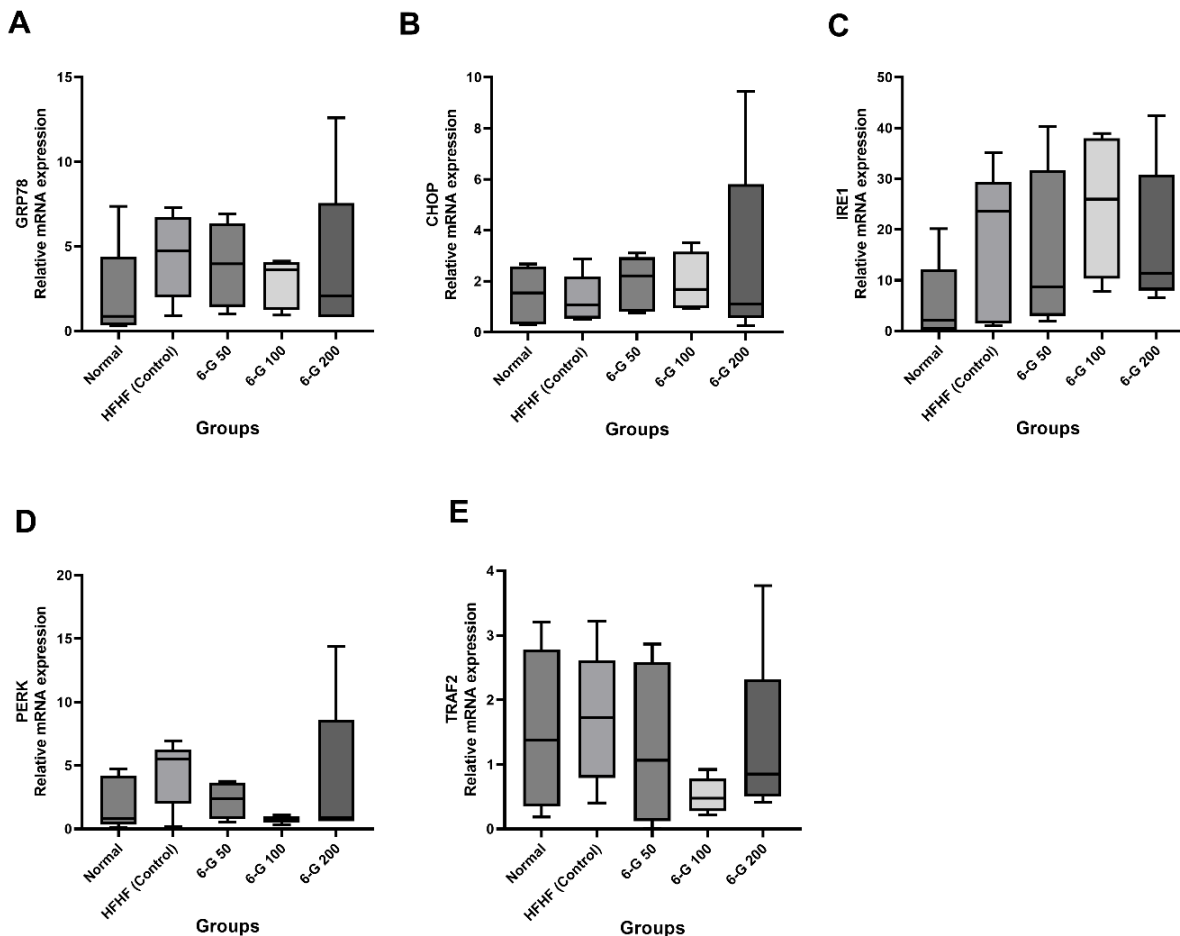 A
GRP78
Relative mRNA expression
15
10
5
0
Normal
HFHF (Control)
6-G 50
6-G 100
6-G 200
Groups
B
CHOP
Relative mRNA expression
10
8
6
4
2
0
Normal
HFHF (Control)
6-G 50
6-G 100
6-G 200
Groups
C
IRE1
Relative mRNA expression
50
40
30
20
10
0
Normal
HFHF (Control)
6-G 50
6-G 100
6-G 200
Groups
D
PERK
Relative mRNA expression
20
15
10
5
0
Normal
HFHF (Control)
6-G 50
6-G 100
6-G 200
Groups
E
TRAF2
Relative mRNA expression
4
3
2
1
0
Normal
HFHF (Control)
6-G 50
6-G 100
6-G 200
Groups